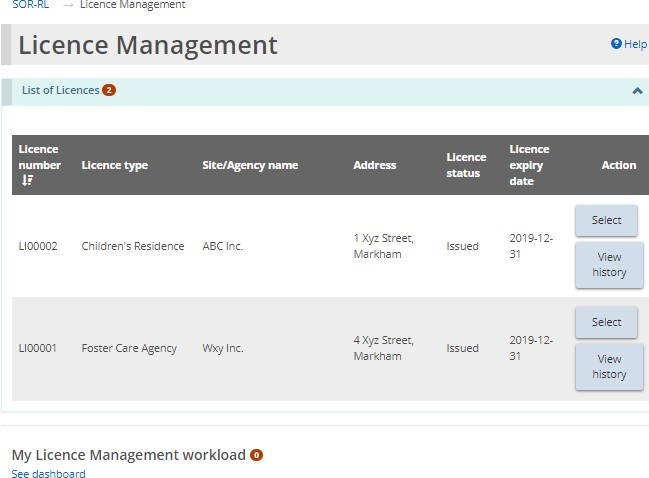 SOR-RL → Licence Management
Licence Management
Help
List of Licences 2
Licence number
Licence type
Site/Agency name
Address
Licence status
Licence expiry date
Action
LI00002
Children's Residence
ABC Inc.
1 Xyz Street,
Markham
Issued
2019-12-
31
Select
View
history
LI00001
Foster Care Agency
Wxy Inc.
4 Xyz Street,
Markham
Issued
2019-12-
31
Select
View
history
My Licence Management workload 0
See dashboard